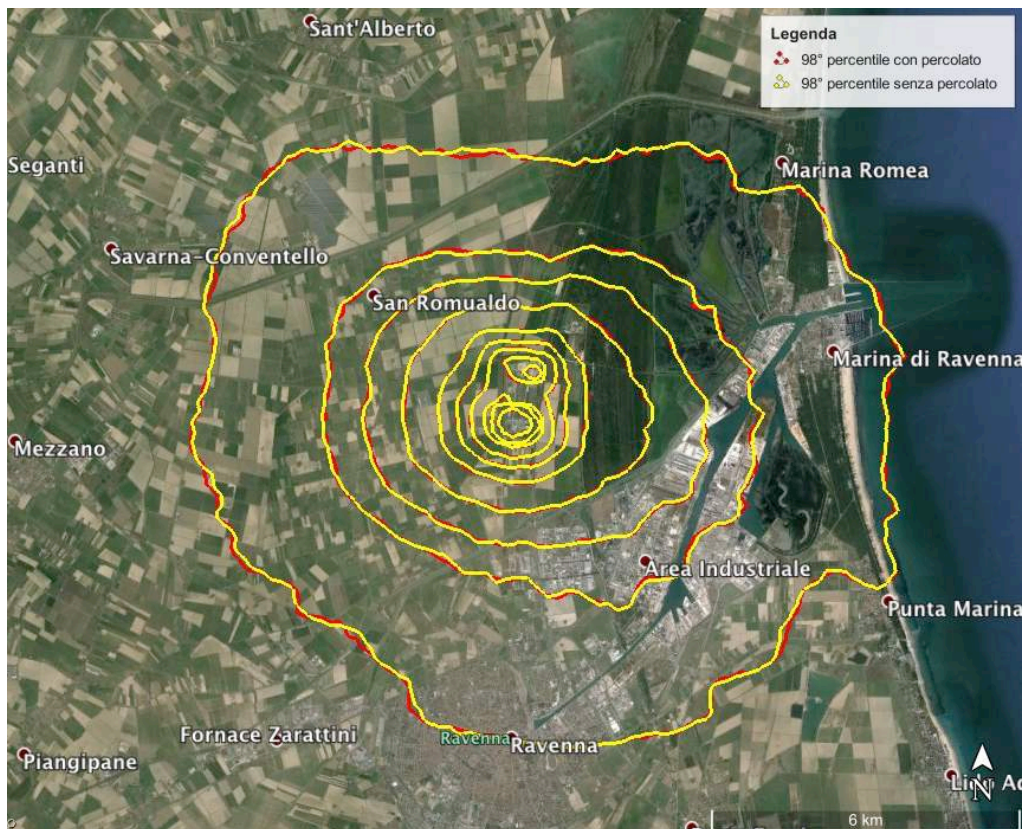 Sant'Alberto
Legenda
98° percentile con percolato
98° percentile senza percolato
Seganti
Marina Romea
Savarna-Conventello
San Romualdo
Marina di Ravenna
Mezzano
Area Industriale
Punta Marina
Fornace Zarattini
Ravenna
Ravenna
Piangipane
N
6 km